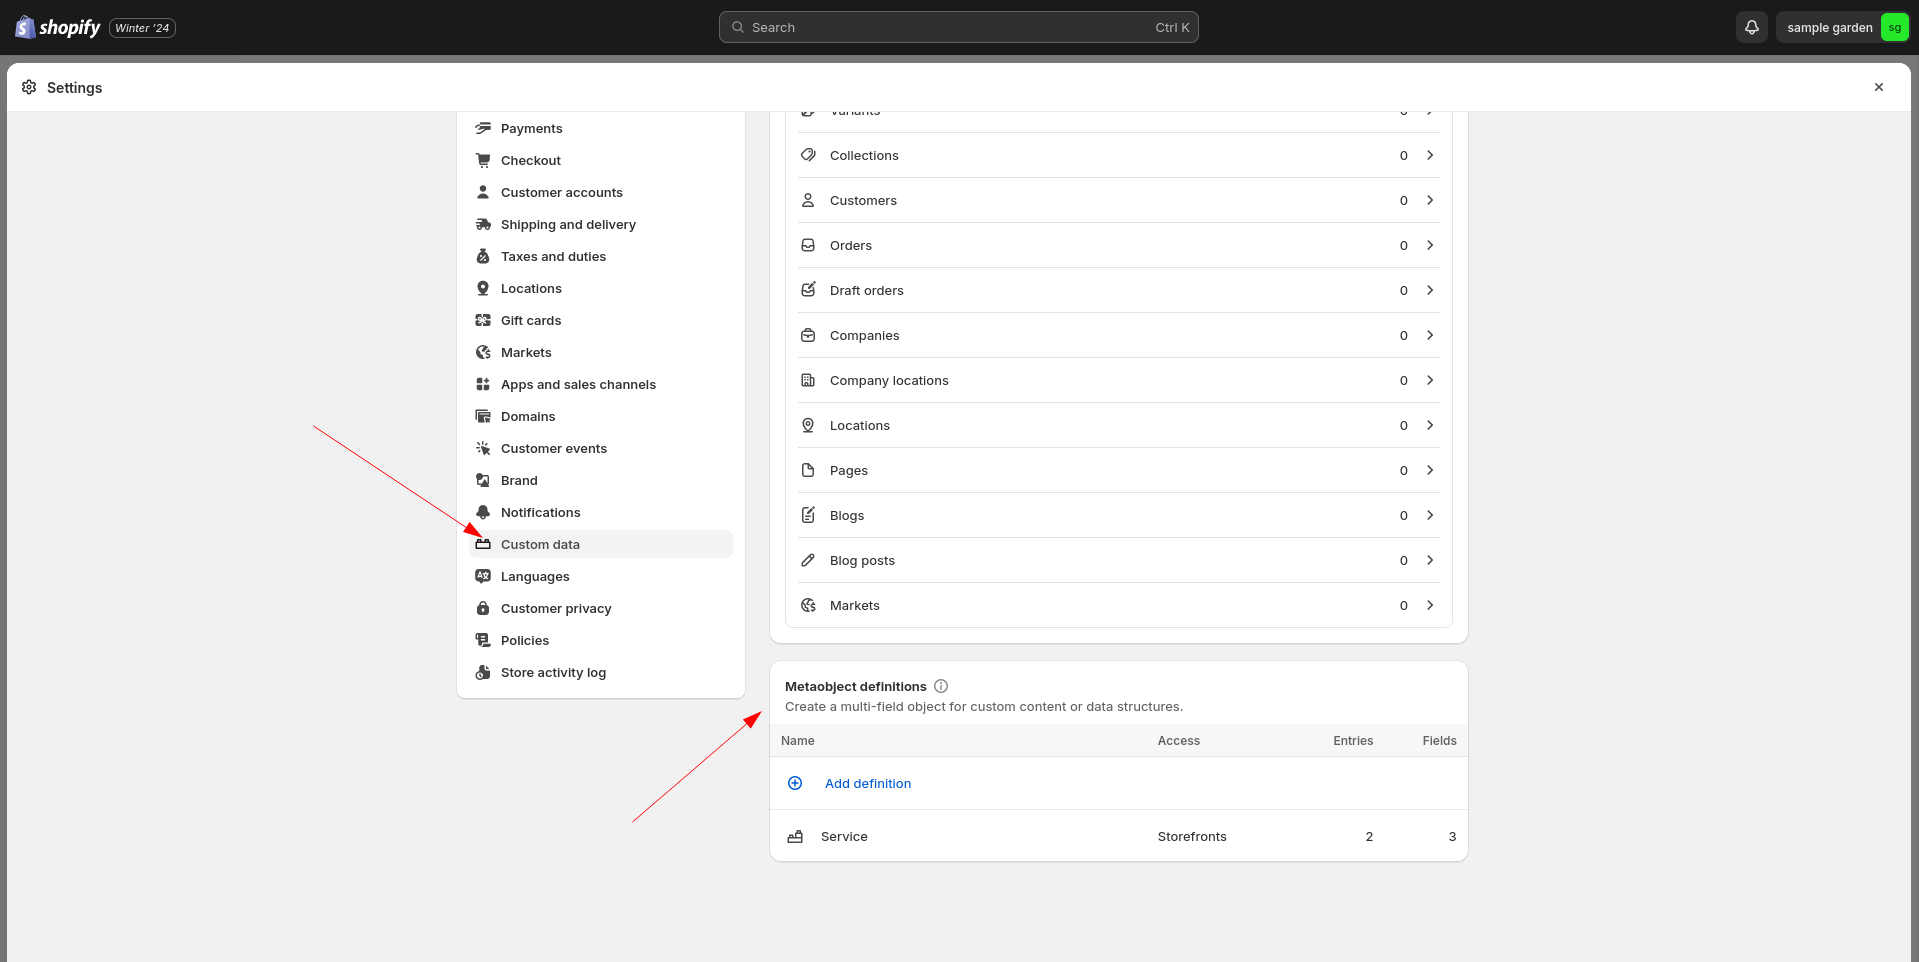 shopify Winter '24
Search Ctrl K
sample garden sg
Settings
Payments
Checkout
Customer accounts
Shipping and delivery
Taxes and duties
Locations
Gift cards
Markets
Apps and sales channels
Domains
Customer events
Brand
Notifications
Custom data
Languages
Customer privacy
Policies
Store activity log
Variants 0
Collections 0
Customers 0
Orders 0
Draft orders 0
Companies 0
Company locations 0
Locations 0
Pages 0
Blogs 0
Blog posts 0
Markets 0
Metaobject definitions
Create a multi-field object for custom content or data structures.
Name Access Entries Fields
Add definition
Service Storefronts 2 3